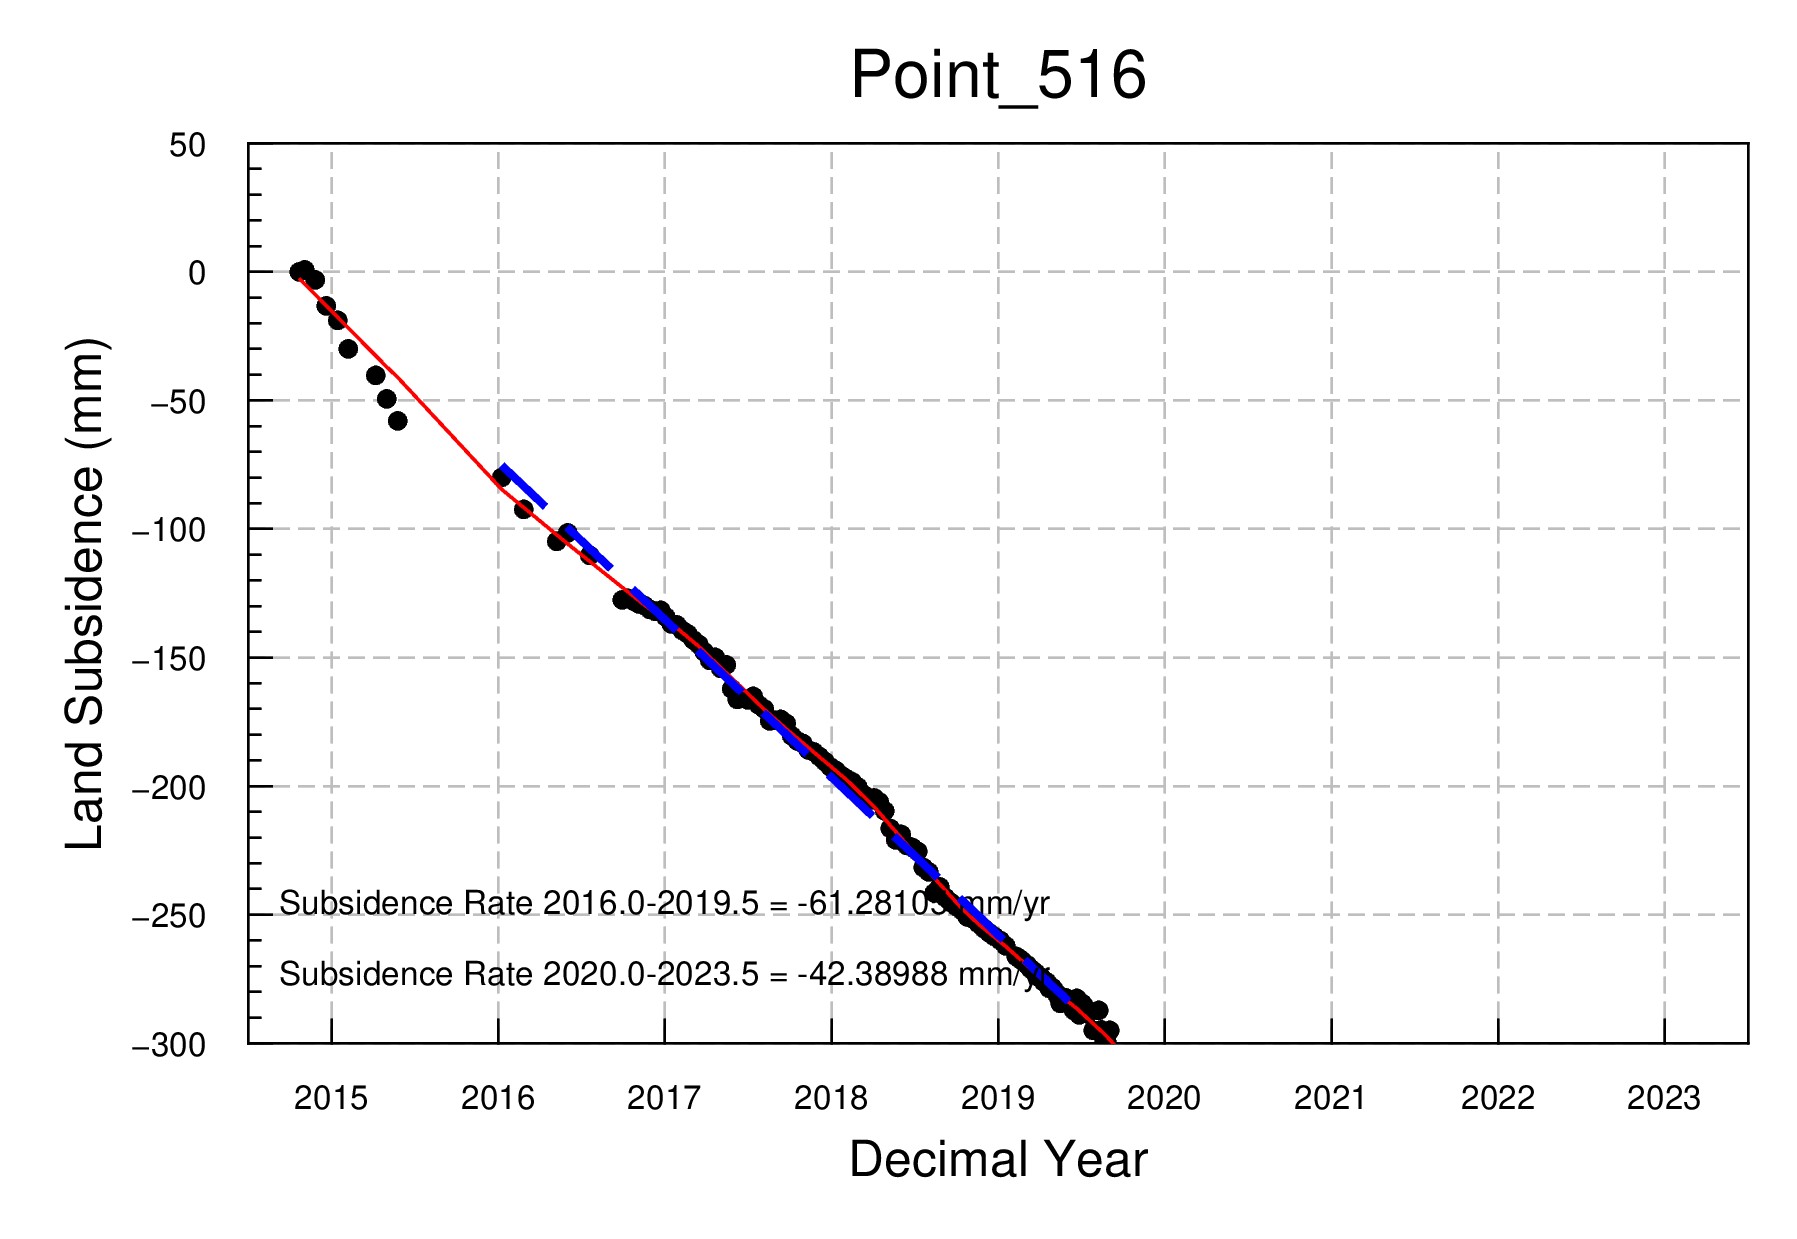 Point_516
50
0
−50
−100
−150
−200
−250
−300
Land Subsidence (mm)
Subsidence Rate 2016.0-2019.5 = -61.28103 mm/yr
Subsidence Rate 2020.0-2023.5 = -42.38988 mm/yr
2015 2016 2017 2018 2019 2020 2021 2022 2023
Decimal Year